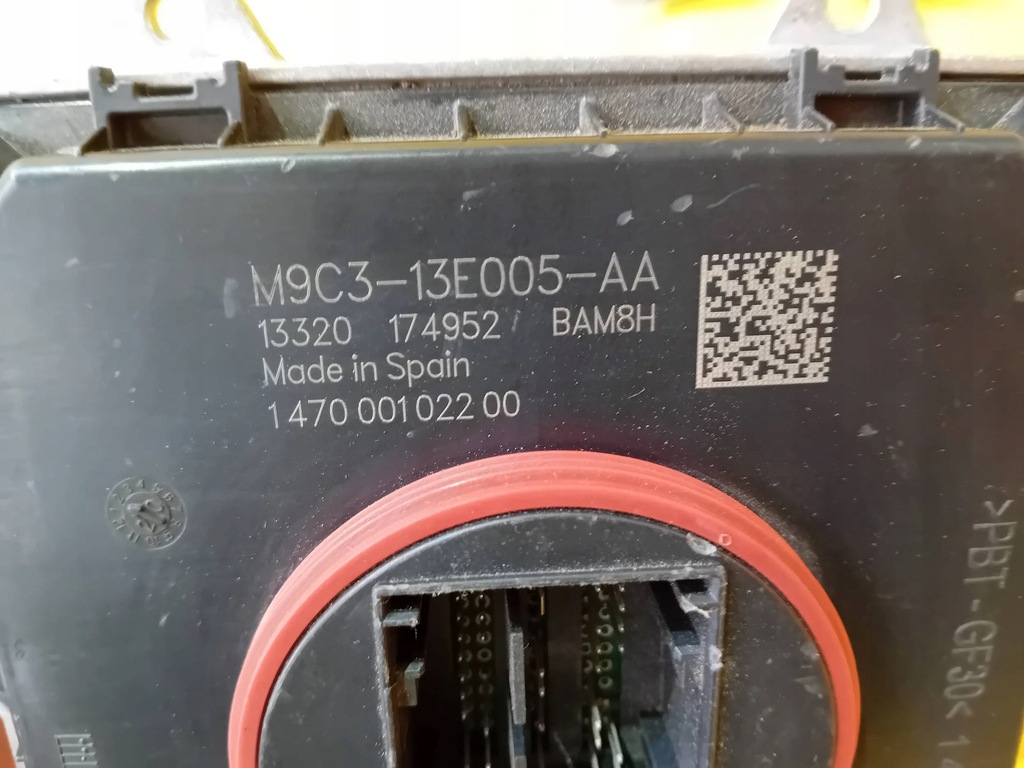 M9C3-13E005-AA
13320 174952 BAM8H
Made in Spain
1 470 001 022 00
>PBT-GF30<